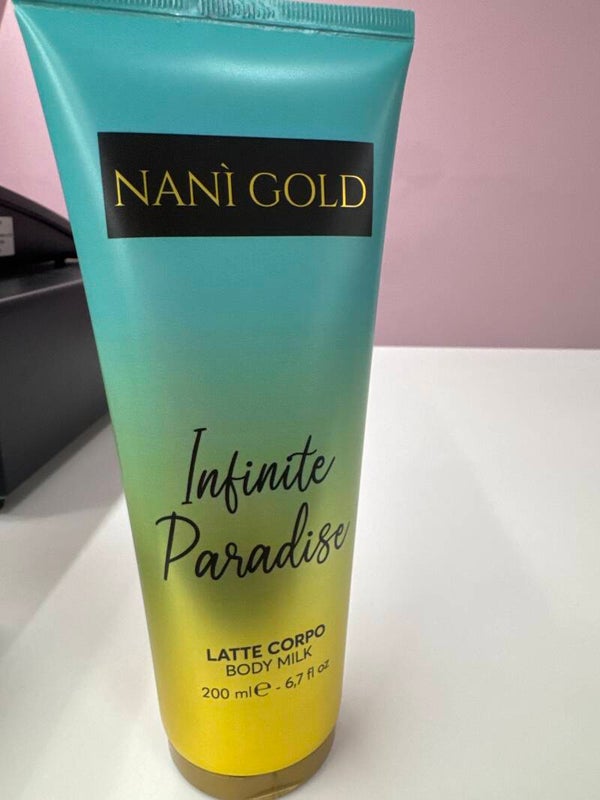 NANÌ GOLD
Infinite
Paradise
LATTE CORPO
BODY MILK
200 ml ℮ - 6,7 fl oz